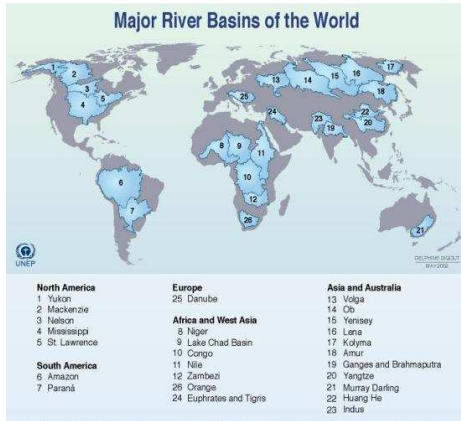 Major River Basins of the World
1
2
3
4
5
6
7
8
9
10
11
12
26
25
24
13
14
15
16
17
18
23
19
22
20
21
UNEP
DELPHINE DIGOUT
MAY 2002
North America
1 Yukon
2 Mackenzie
3 Nelson
4 Mississippi
5 St. Lawrence
South America
6 Amazon
7 Paraná
Europe
25 Danube
Africa and West Asia
8 Niger
9 Lake Chad Basin
10 Congo
11 Nile
12 Zambezi
26 Orange
24 Euphrates and Tigris
Asia and Australia
13 Volga
14 Ob
15 Yenisey
16 Lena
17 Kolyma
18 Amur
19 Ganges and Brahmaputra
20 Yangtze
21 Murray Darling
22 Huang He
23 Indus